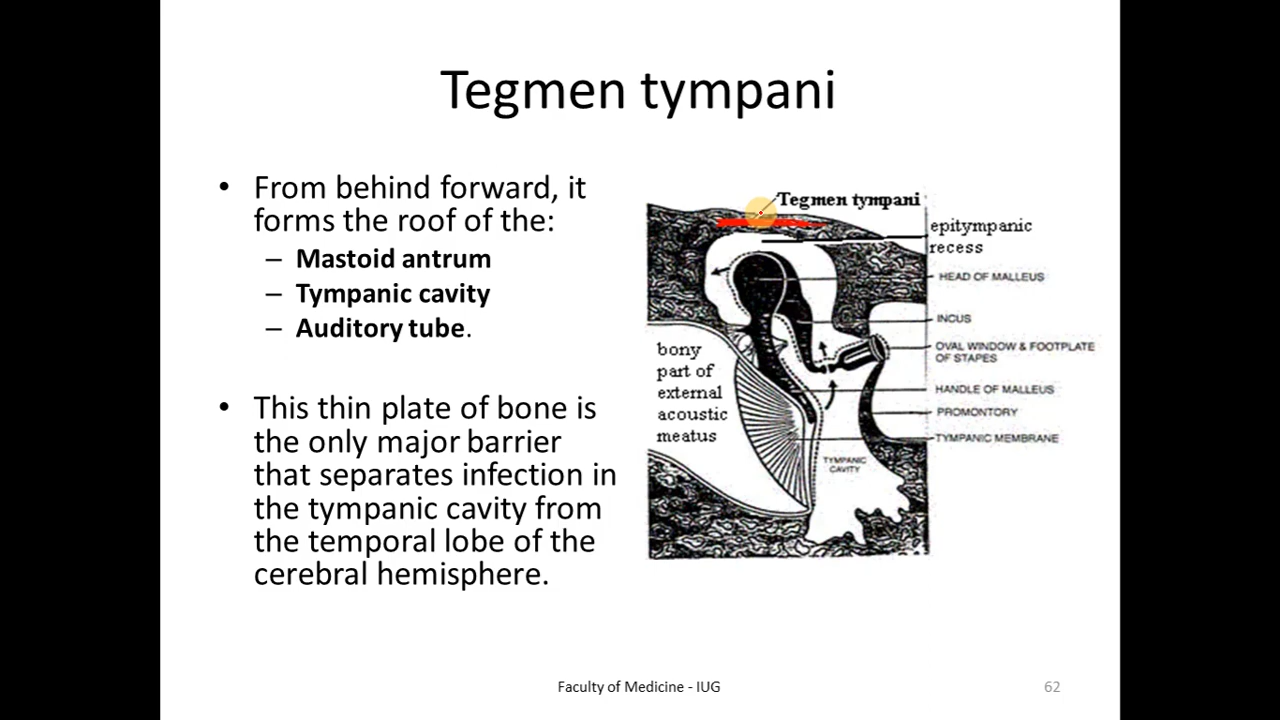 Tegmen tympani
• From behind forward, it
forms the roof of the:
– Mastoid antrum
– Tympanic cavity
– Auditory tube.
• This thin plate of bone is
the only major barrier
that separates infection in
the tympanic cavity from
the temporal lobe of the
cerebral hemisphere.
Tegmen tympani
epitympanic
recess
HEAD OF MALLEUS
INCUS
OVAL WINDOW & FOOTPLATE
OF STAPES
HANDLE OF MALLEUS
PROMONTORY
TYMPANIC MEMBRANE
bony
part of
external
acoustic
meatus
TYMPANIC
CAVITY
Faculty of Medicine - IUG
62